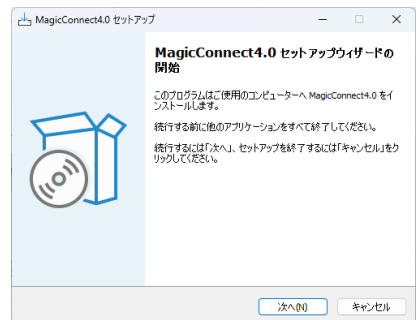 MagicConnect4.0 セットアップ
MagicConnect4.0 セットアップウィザードの
開始
このプログラムはご使用のコンピューターへ MagicConnect4.0 をイ
ンストールします。
続行する前に他のアプリケーションをすべて終了してください。
続行するには「次へ」、セットアップを終了するには「キャンセル」をク
リックしてください。
次へ(N)
キャンセル